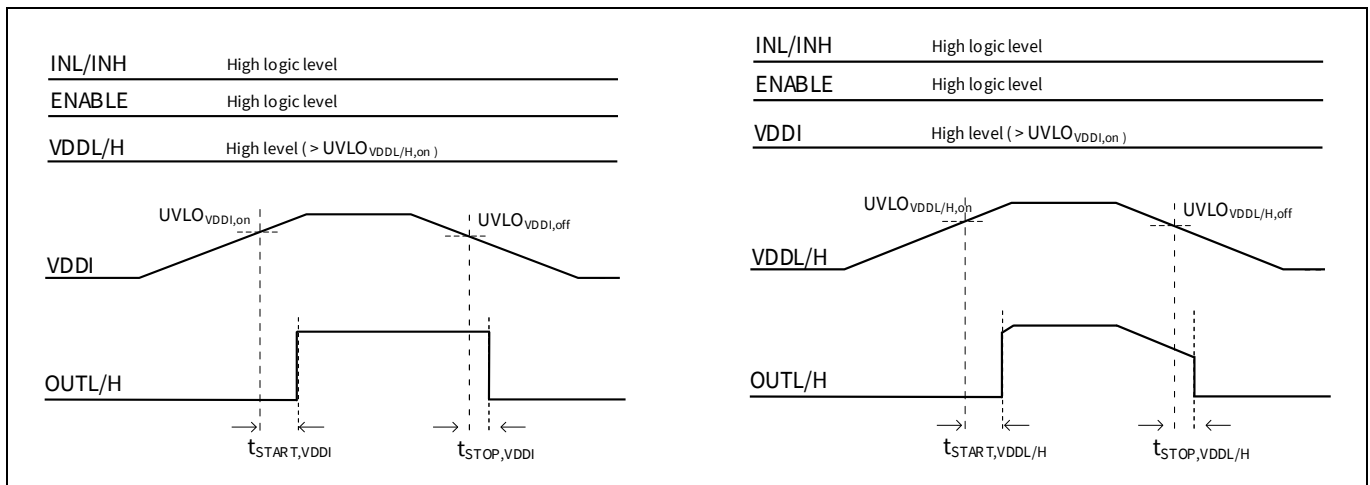 INL/INH High logic level
ENABLE High logic level
VDDL/H High level ( > UVLOVDDL/H,on )
UVLOVDDI,on UVLOVDDI,off
VDDI
OUTL/H
tSTART,VDDI tSTOP,VDDI
INL/INH High logic level
ENABLE High logic level
VDDI High level ( > UVLOVDDI,on )
UVLOVDDL/H,on UVLOVDDL/H,off
VDDL/H
OUTL/H
tSTART,VDDL/H tSTOP,VDDL/H